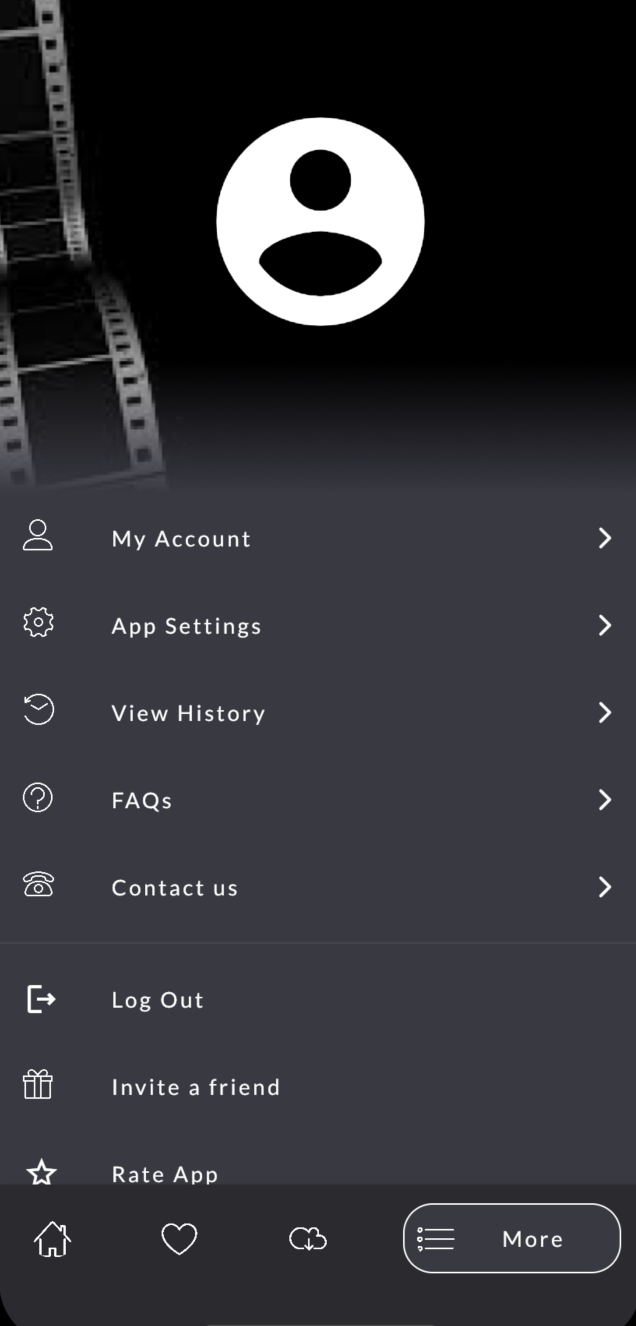 My Account
App Settings
View History
FAQs
Contact us
Log Out
Invite a friend
Rate App
More